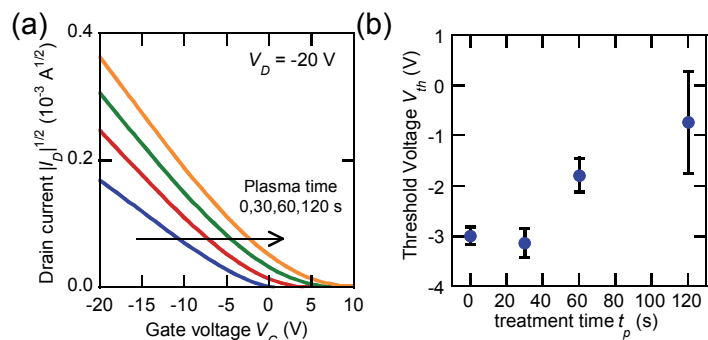 (a)
0.4
0.2
0.0
Drain current |I_D|^{1/2} (10^{-3} A^{1/2})
V_D = -20 V
Plasma time
0,30,60,120 s
-20 -15 -10 -5 0 5 10
Gate voltage V_G (V)
(b)
1
0
-1
-2
-3
-4
Threshold Voltage V_{th} (V)
0 20 40 60 80 100 120
treatment time t_p (s)